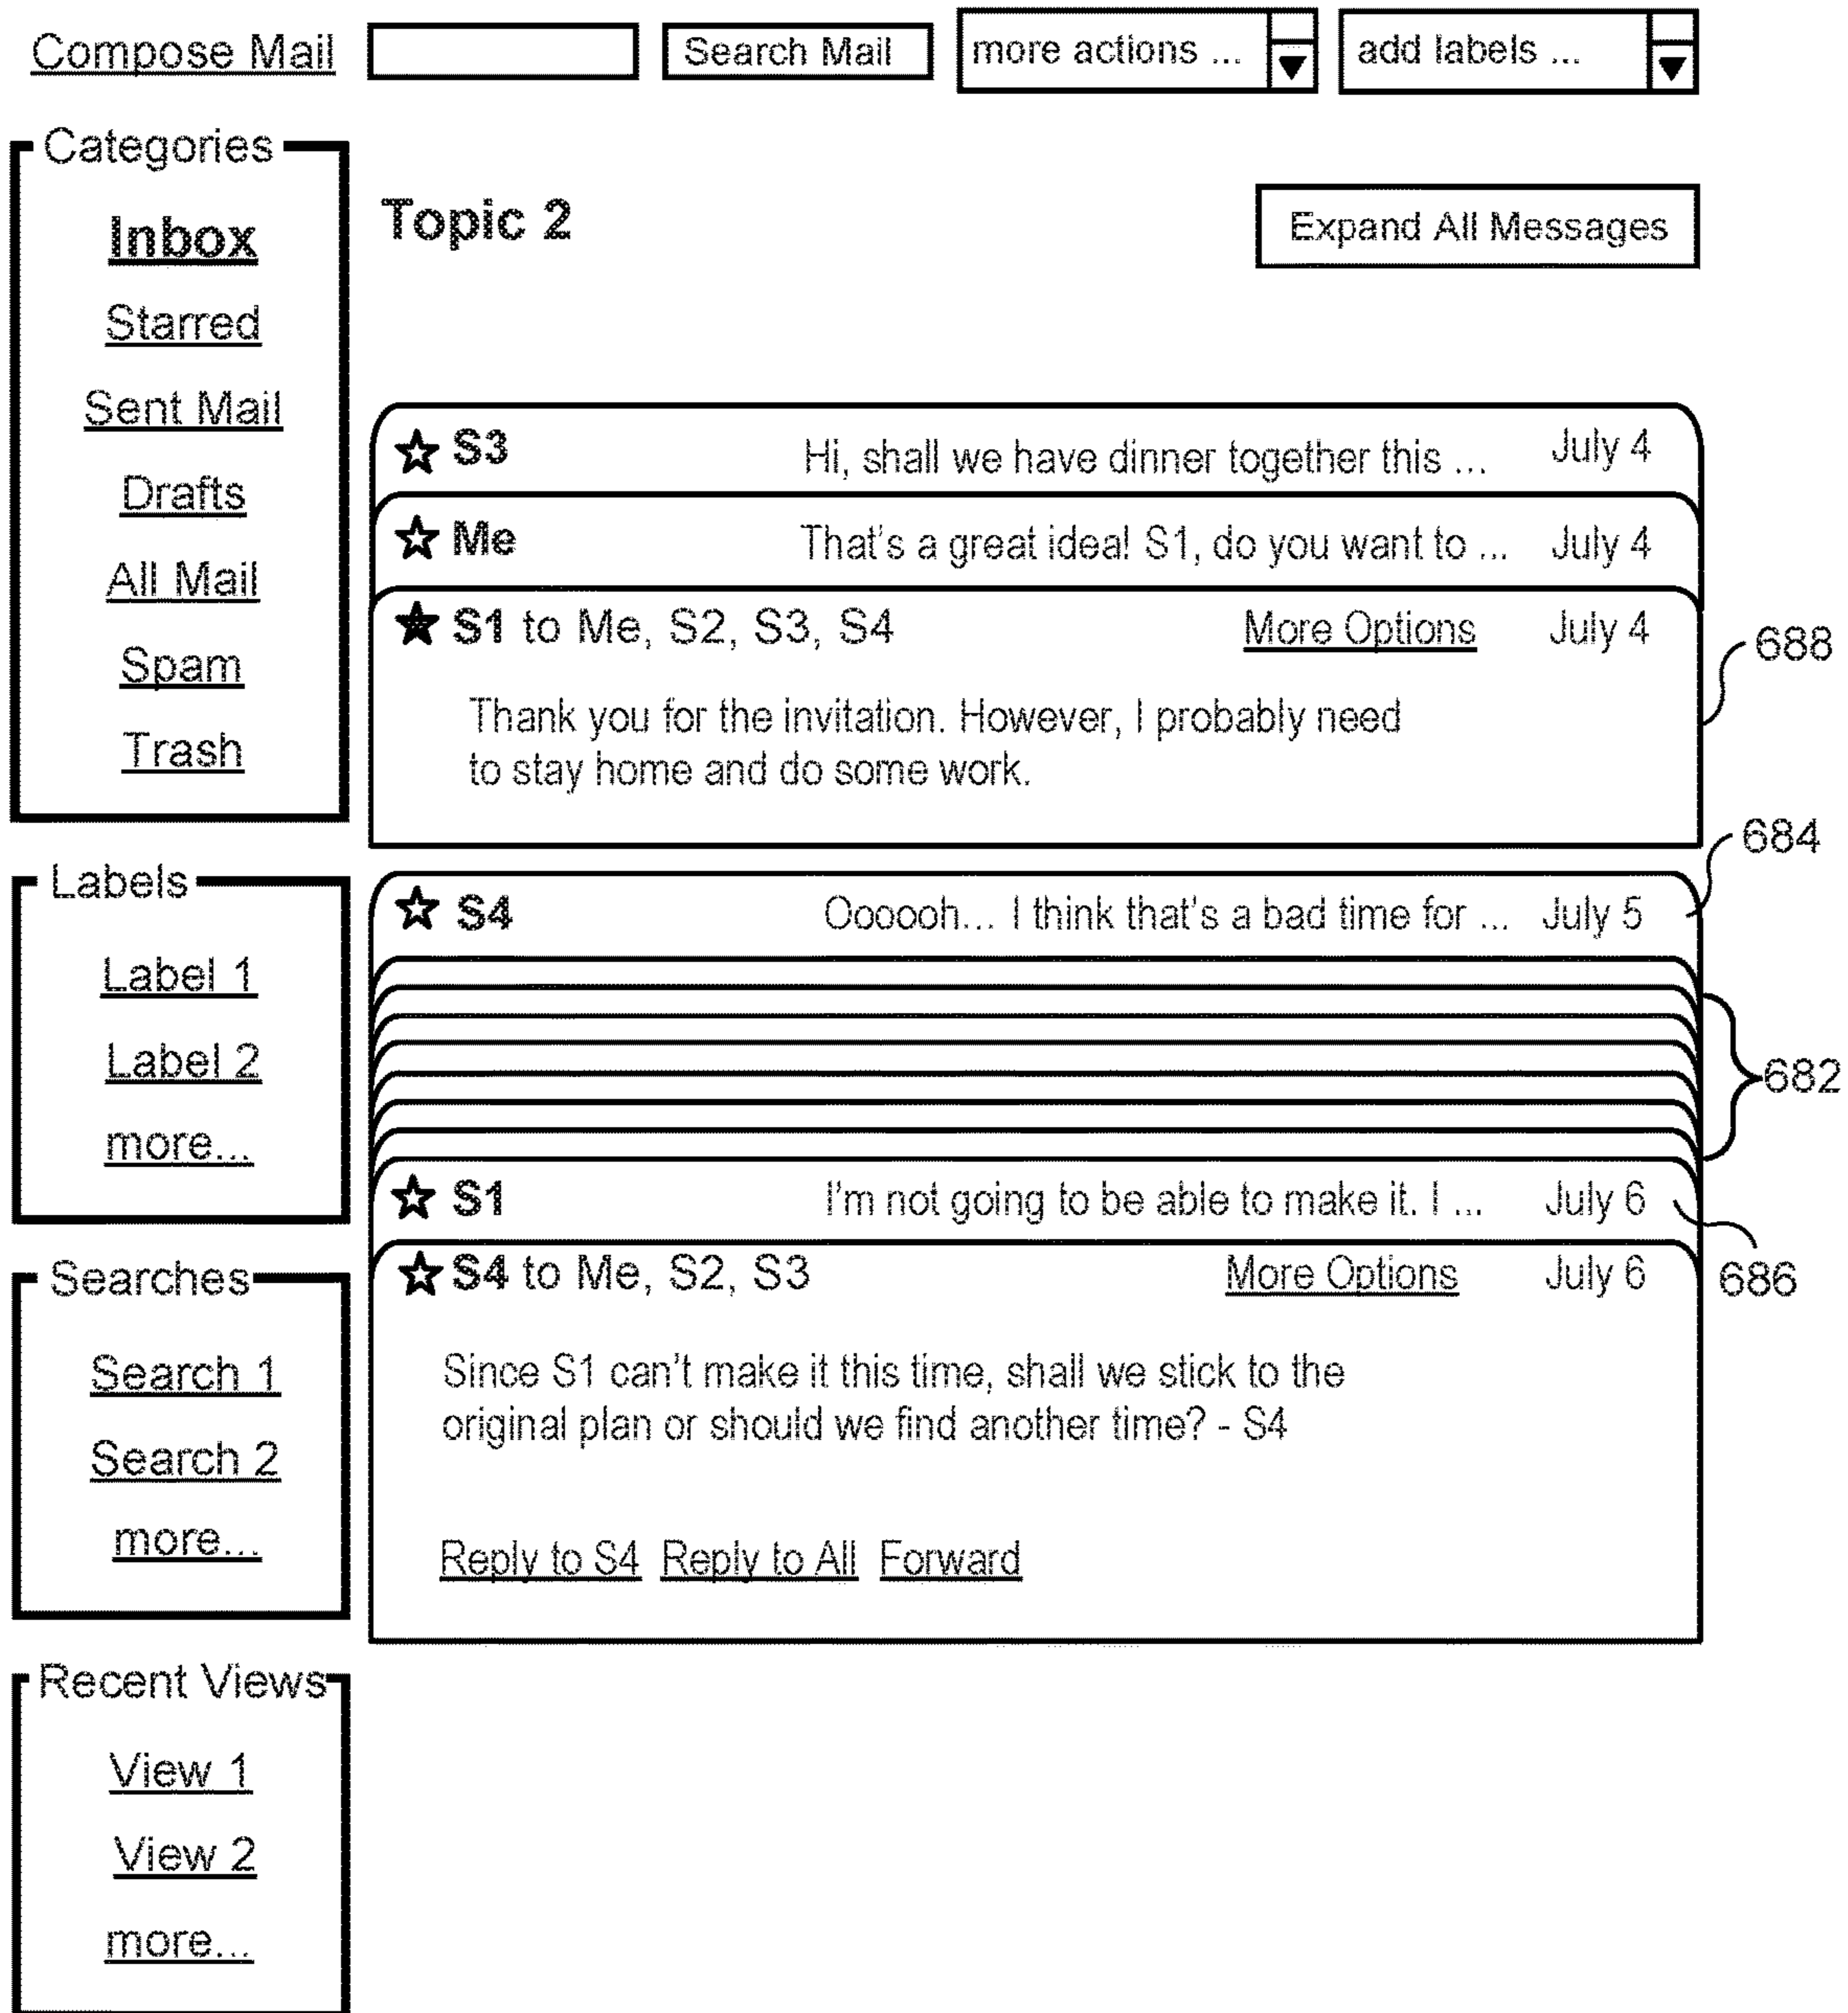 Compose Mail
Search Mail
more actions ...
add labels ...
Categories
Inbox
Starred
Sent Mail
Drafts
All Mail
Spam
Trash
Topic 2
Expand All Messages
S3 Hi, shall we have dinner together this ... July 4
Me That's a great idea! S1, do you want to ... July 4
S1 to Me, S2, S3, S4 More Options July 4
Thank you for the invitation. However, I probably need
to stay home and do some work.
688
684
S4 Oooooh... I think that's a bad time for ... July 5
682
S1 I'm not going to be able to make it. I ... July 6
686
S4 to Me, S2, S3 More Options July 6
Since S1 can't make it this time, shall we stick to the
original plan or should we find another time? - S4
Reply to S4 Reply to All Forward
Labels
Label 1
Label 2
more...
Searches
Search 1
Search 2
more...
Recent Views
View 1
View 2
more...